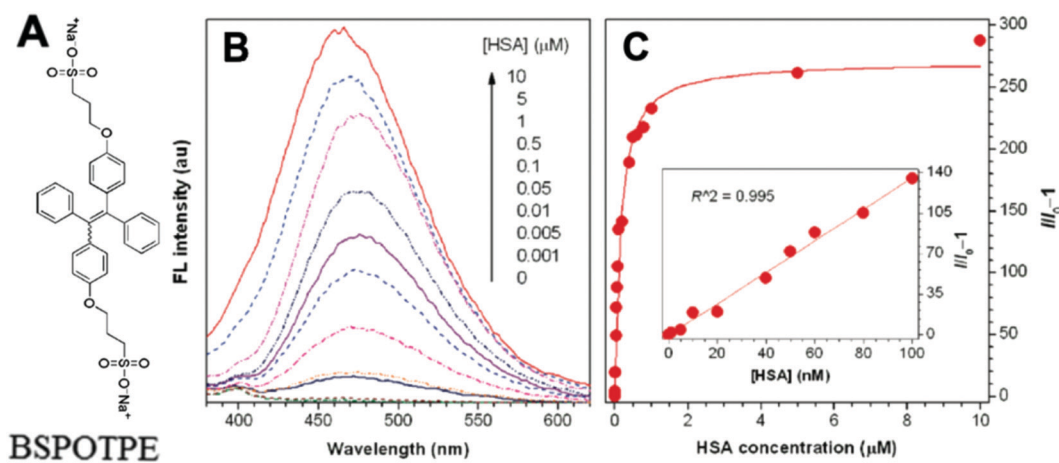 A
⁺Na⁻O
O
S
O
O
O
O
S
O
O⁻Na⁺
BSPOTPE
B
[HSA] (μM)
10
5
1
0.5
0.1
0.05
0.01
0.005
0.001
0
FL intensity (au)
400 450 500 550 600
Wavelength (nm)
C
300
250
200
150
100
50
0
I/I₀–1
R^2 = 0.995
140
105
70
35
0
I/I₀–1
0 20 40 60 80 100
[HSA] (nM)
0 2 4 6 8 10
HSA concentration (μM)